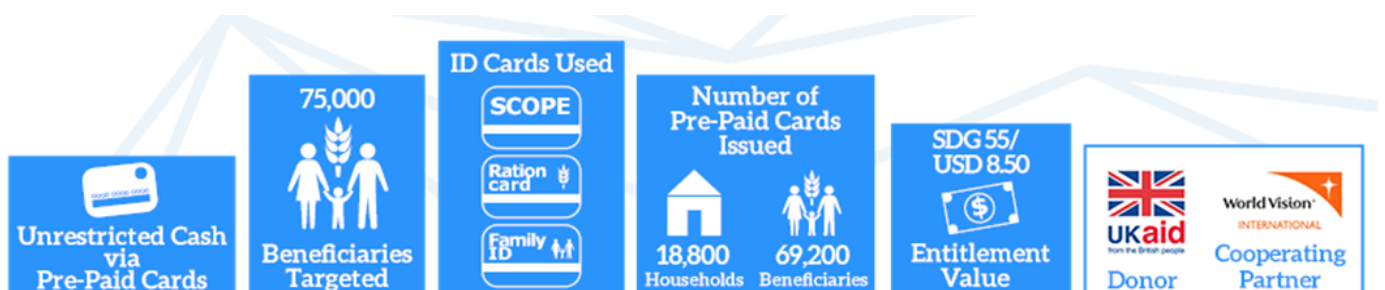 Unrestricted Cash
via
Pre-Paid Cards
75,000
Beneficiaries
Targeted
ID Cards Used
SCOPE
Ration
card
Family
ID
Number of
Pre-Paid Cards
Issued
18,800
Households
69,200
Beneficiaries
SDG 55/
USD 8.50
Entitlement
Value
UKaid
from the British people
Donor
World Vision
INTERNATIONAL
Cooperating
Partner